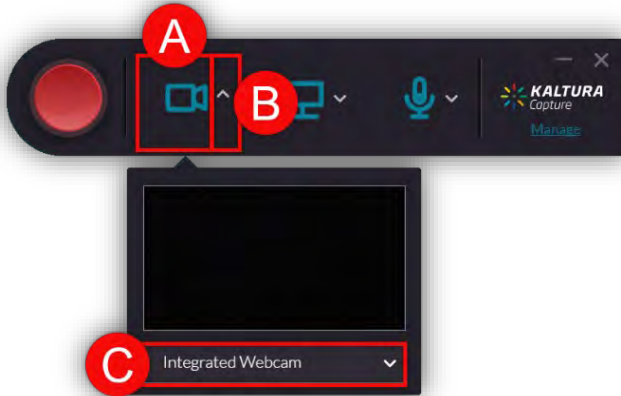 A
B
KALTURA
Capture
Manage
Integrated Webcam
C